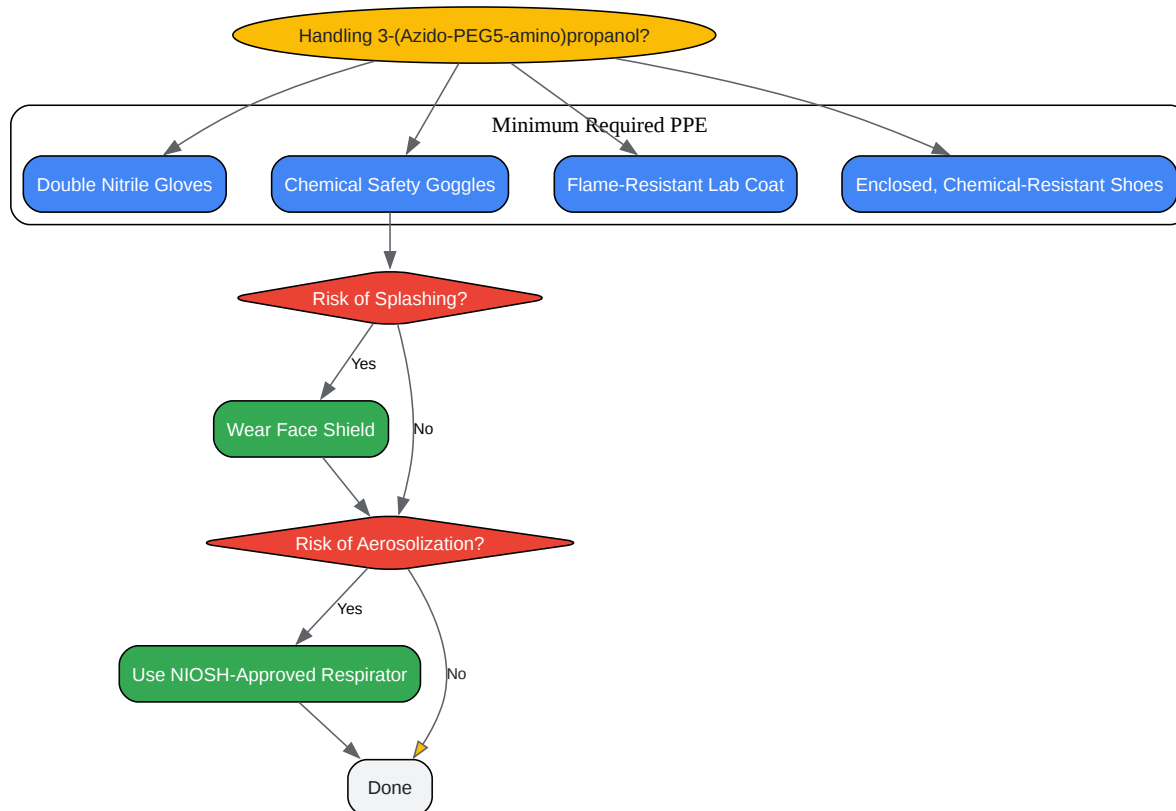 Handling 3-(Azido-PEG5-amino)propanol?
Minimum Required PPE
Double Nitrile Gloves
Chemical Safety Goggles
Flame-Resistant Lab Coat
Enclosed, Chemical-Resistant Shoes
Risk of Splashing?
Yes
Wear Face Shield
No
Risk of Aerosolization?
Yes
Use NIOSH-Approved Respirator
No
Done